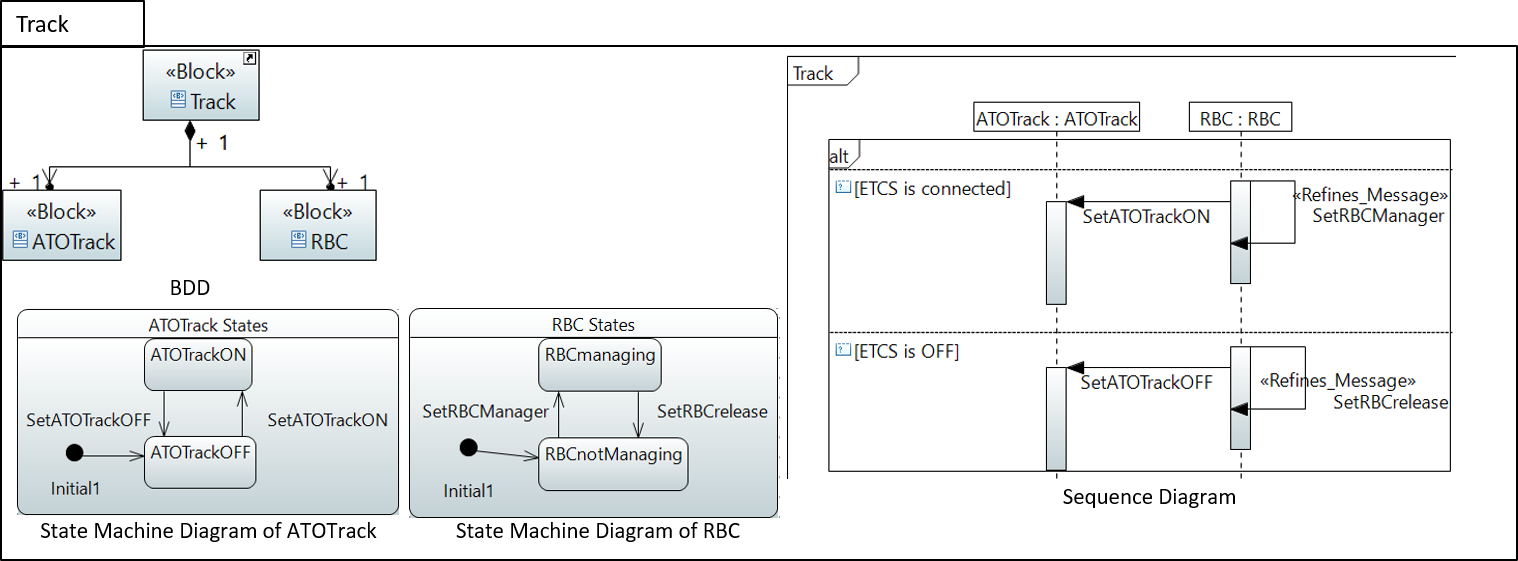 Track
«Block»
Track
+ 1
+ 1
+ 1
«Block»
ATOTrack
«Block»
RBC
BDD
ATOTrack States
ATOTrackON
SetATOTrackOFF
SetATOTrackON
ATOTrackOFF
Initial1
State Machine Diagram of ATOTrack
RBC States
RBCmanaging
SetRBCManager
SetRBCrelease
RBCnotManaging
Initial1
State Machine Diagram of RBC
Track
ATOTrack : ATOTrack
RBC : RBC
alt
[ETCS is connected]
«Refines_Message»
SetATOTrackON
SetRBCManager
[ETCS is OFF]
SetATOTrackOFF
«Refines_Message»
SetRBCrelease
Sequence Diagram